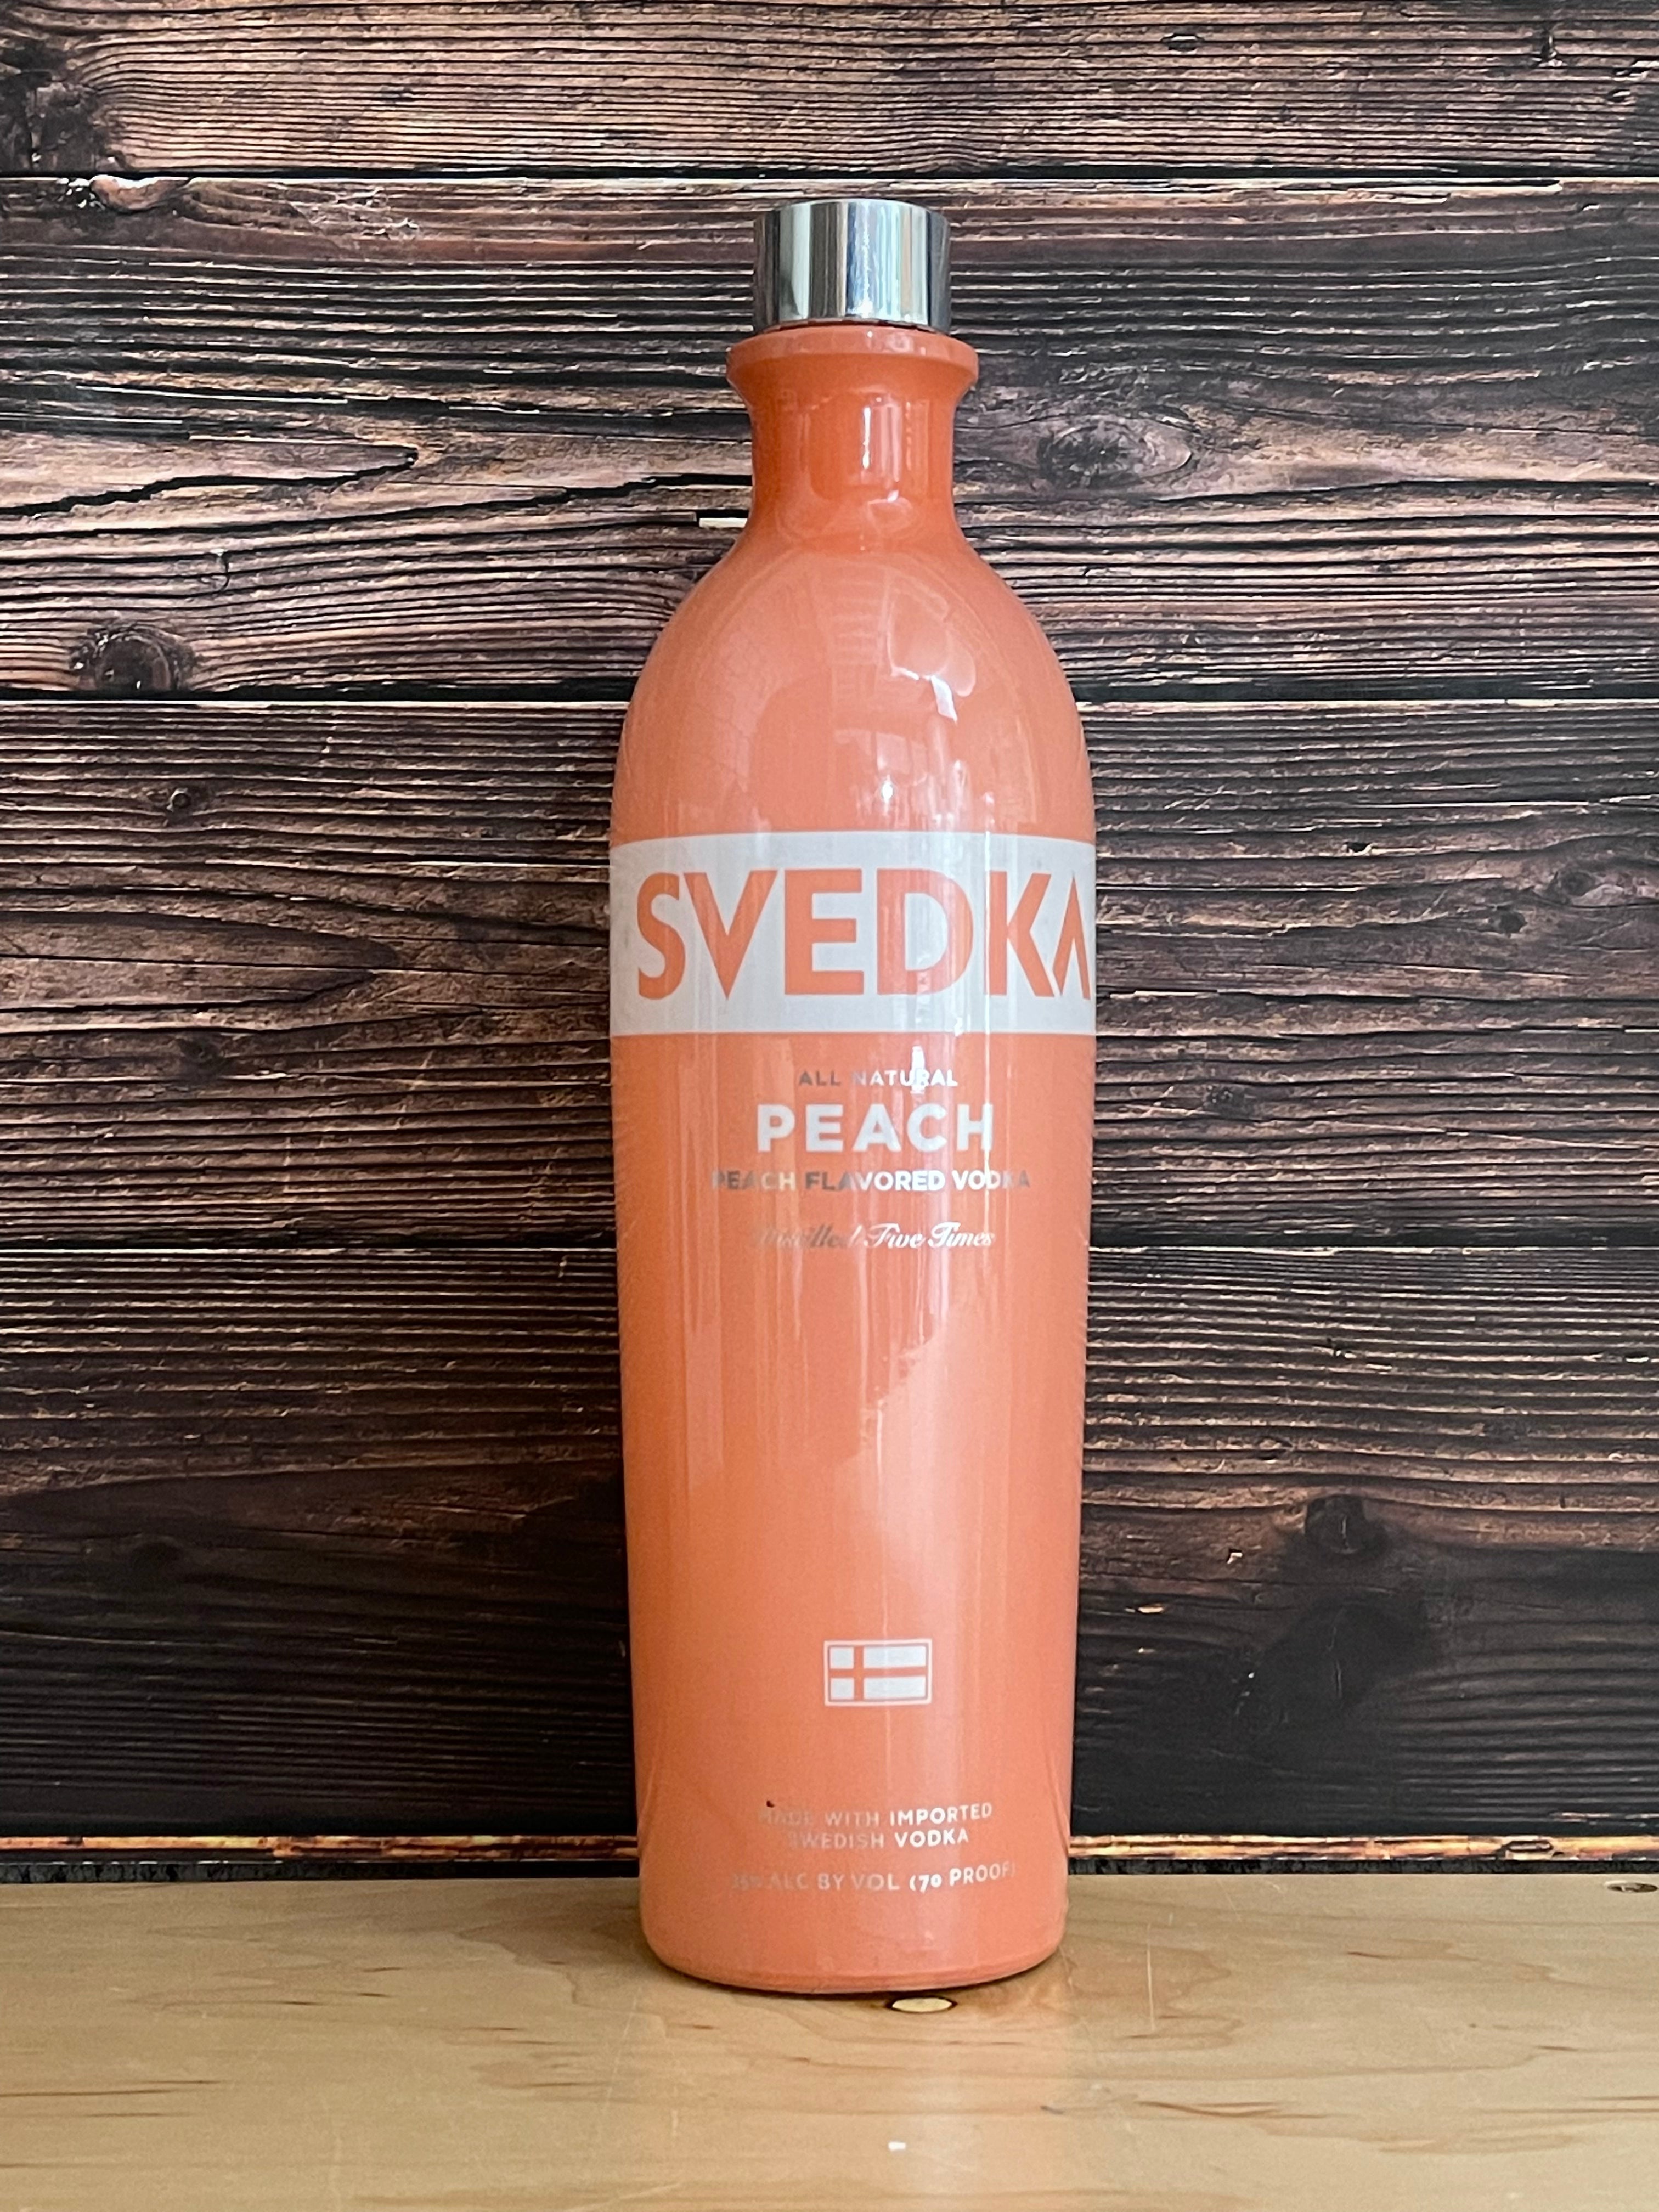 SVEDKA
ALL NATURAL
PEACH
PEACH FLAVORED VODKA
Distilled Five Times
MADE WITH IMPORTED
SWEDISH VODKA
35% ALC BY VOL (70 PROOF)